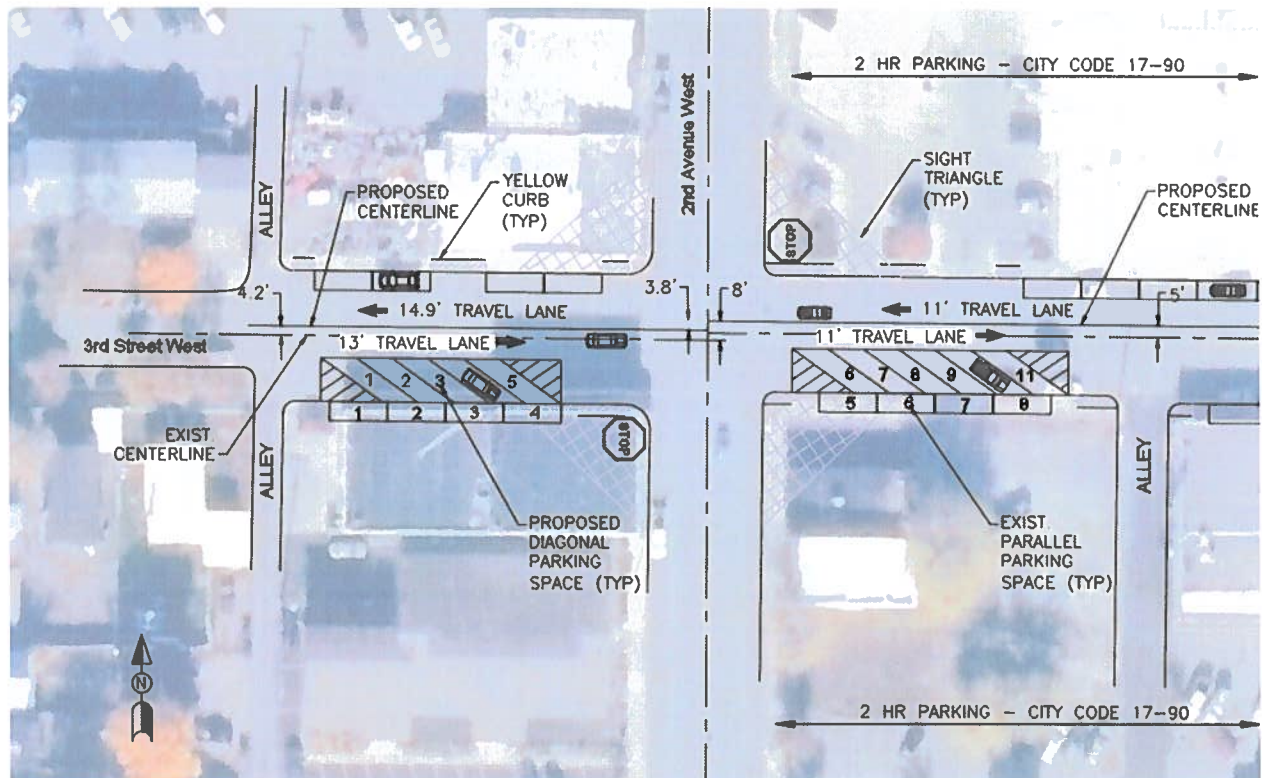 2 HR PARKING - CITY CODE 17-90
2nd Avenue West
SIGHT
TRIANGLE
(TYP)
YELLOW
CURB
(TYP)
PROPOSED
CENTERLINE
PROPOSED
CENTERLINE
ALLEY
STOP
4.2'
14.9' TRAVEL LANE
3.8'
8'
11' TRAVEL LANE
5'
3rd Street West
13' TRAVEL LANE
11' TRAVEL LANE
1 2 3 5
6 7 8 9 11
1 2 3 4
5 6 7 8
EXIST.
CENTERLINE
ALLEY
STOP
ALLEY
PROPOSED
DIAGONAL
PARKING
SPACE (TYP)
EXIST.
PARALLEL
PARKING
SPACE (TYP)
N
2 HR PARKING - CITY CODE 17-90